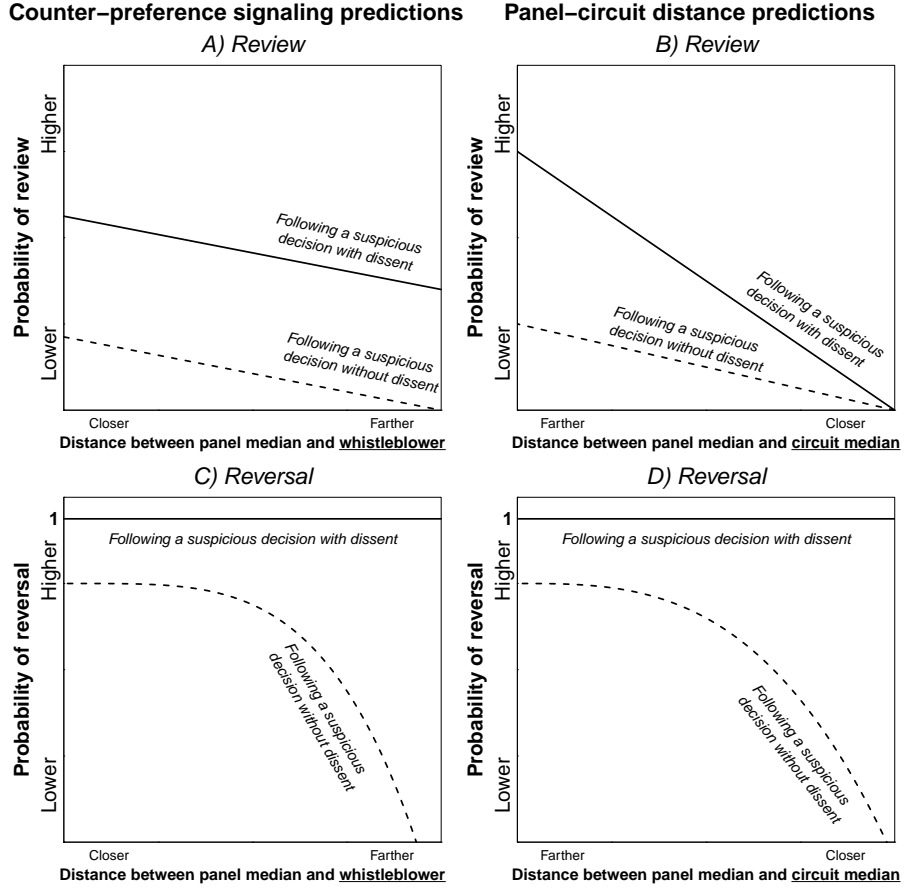 Counter−preference signaling predictions
Panel−circuit distance predictions
A) Review
Probability of review
Higher
Lower
Following a suspicious
decision with dissent
Following a suspicious
decision without dissent
Closer
Farther
Distance between panel median and whistleblower
B) Review
Probability of review
Higher
Lower
Following a suspicious
decision with dissent
Following a suspicious
decision without dissent
Farther
Closer
Distance between panel median and circuit median
C) Reversal
Probability of reversal
1
Higher
Lower
Following a suspicious decision with dissent
Following a suspicious
decision without dissent
Closer
Farther
Distance between panel median and whistleblower
D) Reversal
Probability of reversal
1
Higher
Lower
Following a suspicious decision with dissent
Following a suspicious
decision without dissent
Farther
Closer
Distance between panel median and circuit median